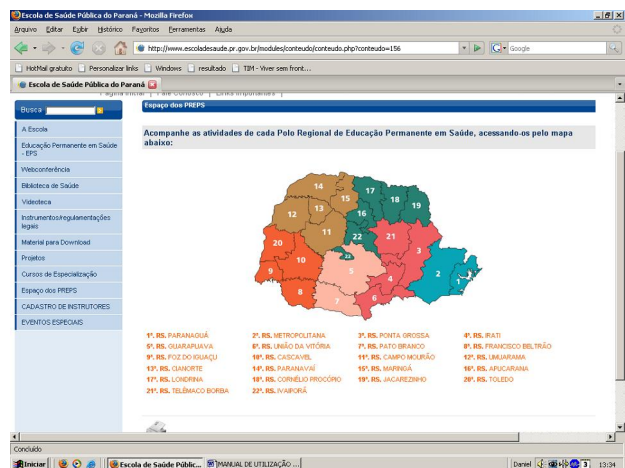 Escola de Saúde Pública do Paraná - Mozilla Firefox
Arquivo Editar Exibir Histórico Favoritos Ferramentas Ajuda
http://www.escoladesaude.pr.gov.br/modules/conteudo/conteudo.php?conteudo=156
Google
HotMail gratuito Personalizar links Windows resultado TIM - Viver sem front...
Escola de Saúde Pública do Paraná
Página Inicial | Fale Conosco | Links Importantes |
Busca
Espaço dos PREPS
A Escola
Educação Permanente em Saúde - EPS
Webconferência
Biblioteca de Saúde
Videoteca
Instrumentos/regulamentações legais
Material para Download
Projetos
Cursos de Especialização
Espaço dos PREPS
CADASTRO DE INSTRUTORES
EVENTOS ESPECIAIS
Acompanhe as atividades de cada Polo Regional de Educação Permanente em Saúde, acessando-os pelo mapa
abaixo:
14 17
15 18
13 16 19
12
11 22 21
20 22 3
10 5
9 4 2 1
8 7 6
1ª. RS. PARANAGUÁ 2ª. RS. METROPOLITANA 3ª. RS. PONTA GROSSA 4ª. RS. IRATI
5ª. RS. GUARAPUAVA 6ª. RS. UNIÃO DA VITÓRIA 7ª. RS. PATO BRANCO 8ª. RS. FRANCISCO BELTRÃO
9ª. RS. FOZ DO IGUAÇU 10ª. RS. CASCAVEL 11ª. RS. CAMPO MOURÃO 12ª. RS. UMUARAMA
13ª. RS. CIANORTE 14ª. RS. PARANAVAÍ 15ª. RS. MARINGÁ 16ª. RS. APUCARANA
17ª. RS. LONDRINA 18ª. RS. CORNÉLIO PROCÓPIO 19ª. RS. JACAREZINHO 20ª. RS. TOLEDO
21ª. RS. TELÊMACO BORBA 22ª. RS. IVAIPORÃ
Concluído
Iniciar Escola de Saúde Públic... MANUAL DE UTILIZAÇÃO ... Daniel 3 13:34